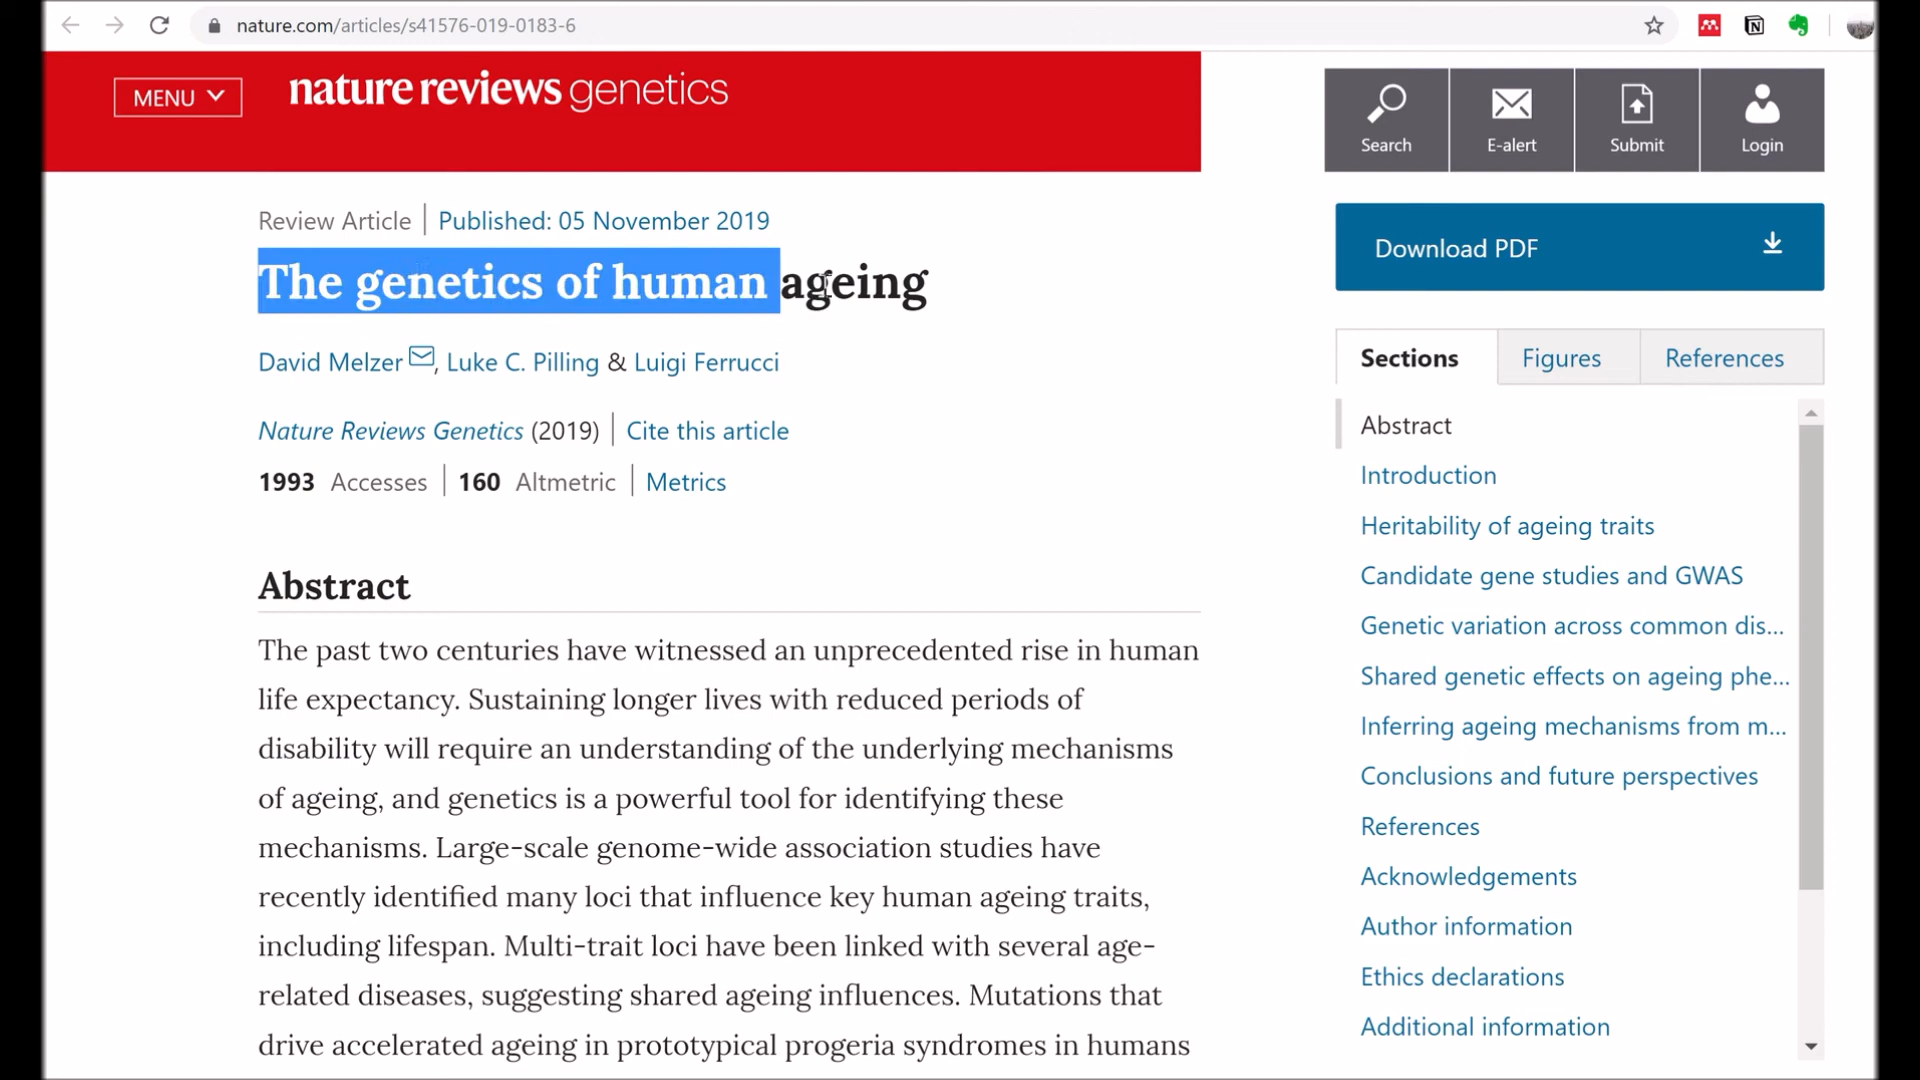 nature.com/articles/s41576-019-0183-6
MENU
nature reviews genetics
Search
E-alert
Submit
Login
Review Article | Published: 05 November 2019
The genetics of human ageing
David Melzer, Luke C. Pilling & Luigi Ferrucci
Nature Reviews Genetics (2019) | Cite this article
1993 Accesses | 160 Altmetric | Metrics
Abstract
The past two centuries have witnessed an unprecedented rise in human
life expectancy. Sustaining longer lives with reduced periods of
disability will require an understanding of the underlying mechanisms
of ageing, and genetics is a powerful tool for identifying these
mechanisms. Large-scale genome-wide association studies have
recently identified many loci that influence key human ageing traits,
including lifespan. Multi-trait loci have been linked with several age-
related diseases, suggesting shared ageing influences. Mutations that
drive accelerated ageing in prototypical progeria syndromes in humans
Download PDF
Sections
Figures
References
Abstract
Introduction
Heritability of ageing traits
Candidate gene studies and GWAS
Genetic variation across common dis...
Shared genetic effects on ageing phe...
Inferring ageing mechanisms from m...
Conclusions and future perspectives
References
Acknowledgements
Author information
Ethics declarations
Additional information